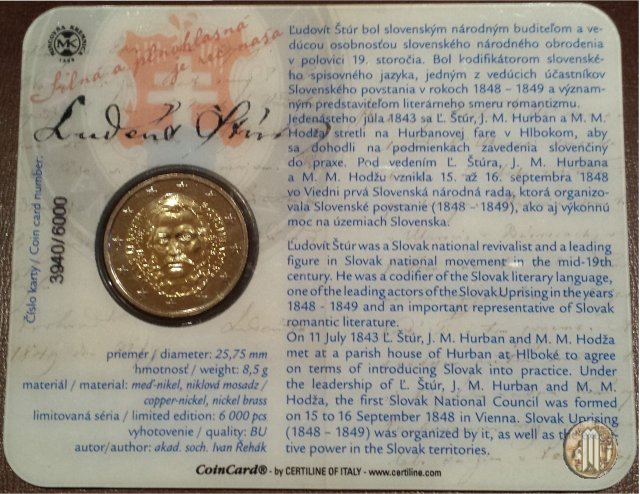 MINCOVŇA KREMNICA
MK
1328
Silná a plnohlasná
je reč naša
Ľudovít Štúr
Číslo karty / Coin card number:
3940/6000
priemer / diameter: 25,75 mm
hmotnosť / weight: 8,5 g
materiál / material: meď-nikel, niklová mosadz /
copper-nickel, nickel brass
limitovaná séria / limited edition: 6 000 pcs
vyhotovenie / quality: BU
autor/author: akad. soch. Ivan Řehák
Ľudovít Štúr bol slovenským národným buditeľom a ve-
dúcou osobnosťou slovenského národného obrodenia
v polovici 19. storočia. Bol kodifikátorom slovenské-
ho spisovného jazyka, jedným z vedúcich účastníkov
Slovenského povstania v rokoch 1848 - 1849 a význam-
ným predstaviteľom literárneho smeru romantizmu.
Jedenásteho júla 1843 sa Ľ. Štúr, J. M. Hurban a M. M.
Hodža stretli na Hurbanovej fare v Hlbokom, aby
sa dohodli na podmienkach zavedenia slovenčiny
do praxe. Pod vedením Ľ. Štúra, J. M. Hurbana
a M. M. Hodžu vznikla 15. až 16. septembra 1848
vo Viedni prvá Slovenská národná rada, ktorá organizo-
vala Slovenské povstanie (1848 - 1849), ako aj výkonnú
moc na územiach Slovenska.
Ľudovít Štúr was a Slovak national revivalist and a leading
figure in Slovak national movement in the mid-19th
century. He was a codifier of the Slovak literary language,
one of the leading actors of the Slovak Uprising in the years
1848 - 1849 and an important representative of Slovak
romantic literature.
On 11 July 1843 Ľ. Štúr, J. M. Hurban and M. M. Hodža
met at a parish house of Hurban at Hlboké to agree
on terms of introducing Slovak into practice. Under
the leadership of Ľ. Štúr, J. M. Hurban and M. M.
Hodža, the first Slovak National Council was formed
on 15 to 16 September 1848 in Vienna. Slovak Uprising
(1848 - 1849) was organized by it, as well as the
tive power in the Slovak territories.
CoinCard® - by CERTILINE OF ITALY - www.certiline.com